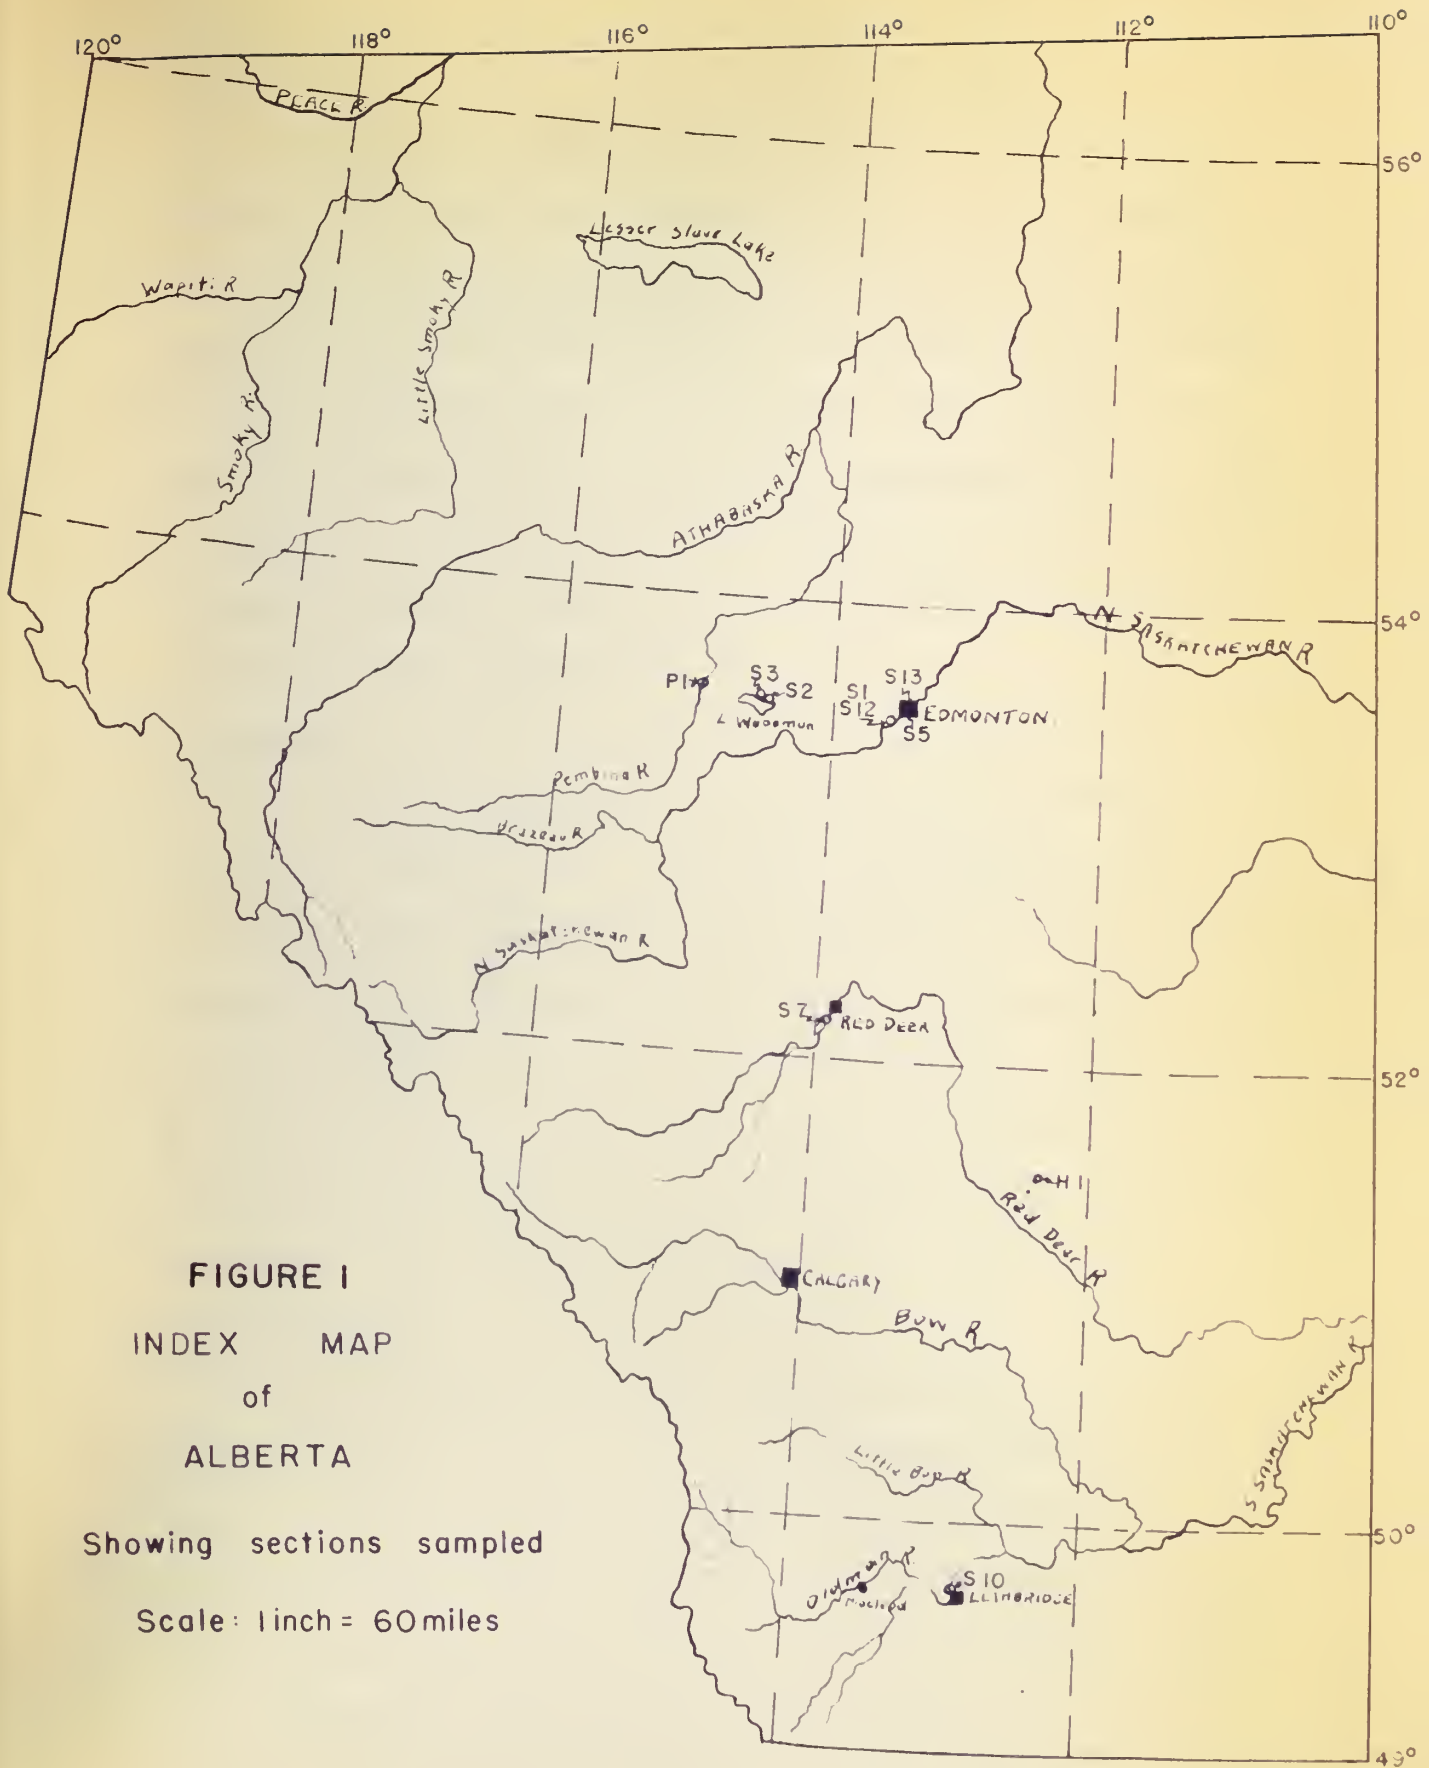 120°
118°
116°
114°
112°
110°
PEACE R.
56°
Lesser Slave Lake
Wapiti R
Little Smoky R
Smoky R.
ATHABASKA R.
N SASKATCHEWAN R
54°
P1
S3
S2
L Wabamun
S1
S13
S12
EDMONTON
S5
Pembina R
Brazeau R
N Saskatchewan R
S7
RED DEER
52°
H1
Red Deer R
CALGARY
BOW R
FIGURE 1
INDEX MAP
of
ALBERTA
Showing sections sampled
Scale: 1 inch = 60 miles
Little Bow R
S SASKATCHEWAN R
50°
Oldman R.
Macleod
S10
LETHBRIDGE
49°